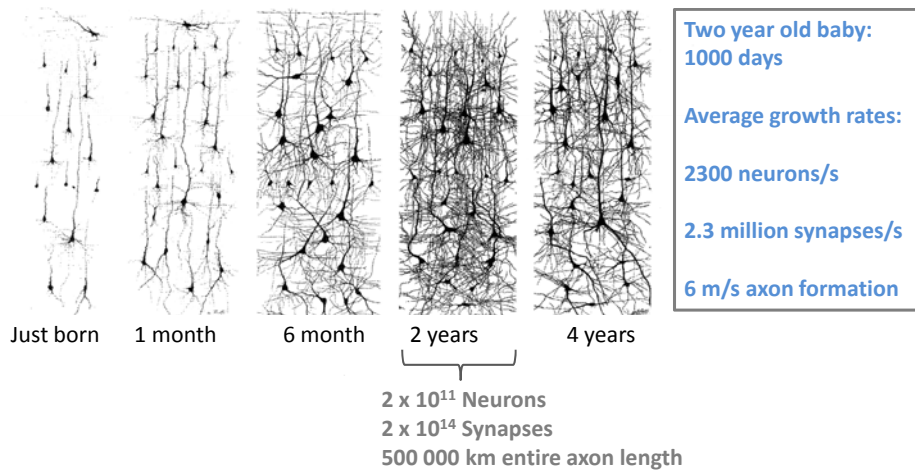 Just born
1 month
6 month
2 years
4 years
2 x 10¹¹ Neurons
2 x 10¹⁴ Synapses
500 000 km entire axon length
Two year old baby:
1000 days
Average growth rates:
2300 neurons/s
2.3 million synapses/s
6 m/s axon formation